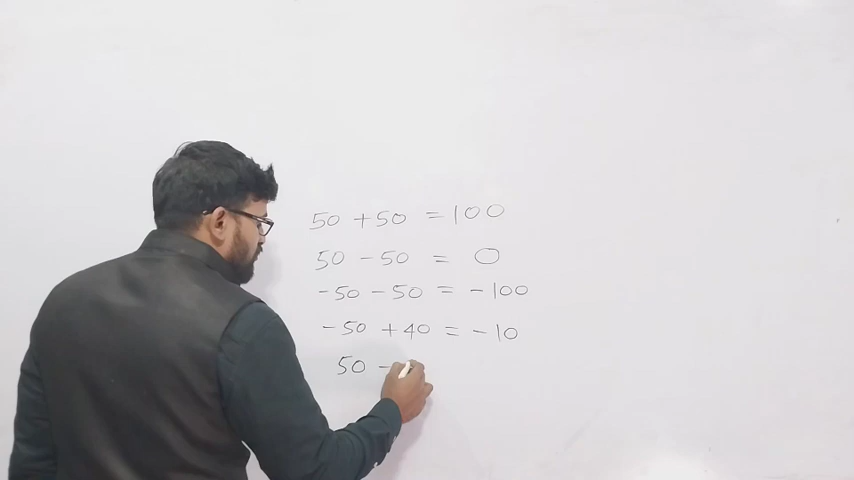 50 + 50 = 100
50 - 50 = 0
-50 - 50 = -100
-50 + 40 = -10
50 -